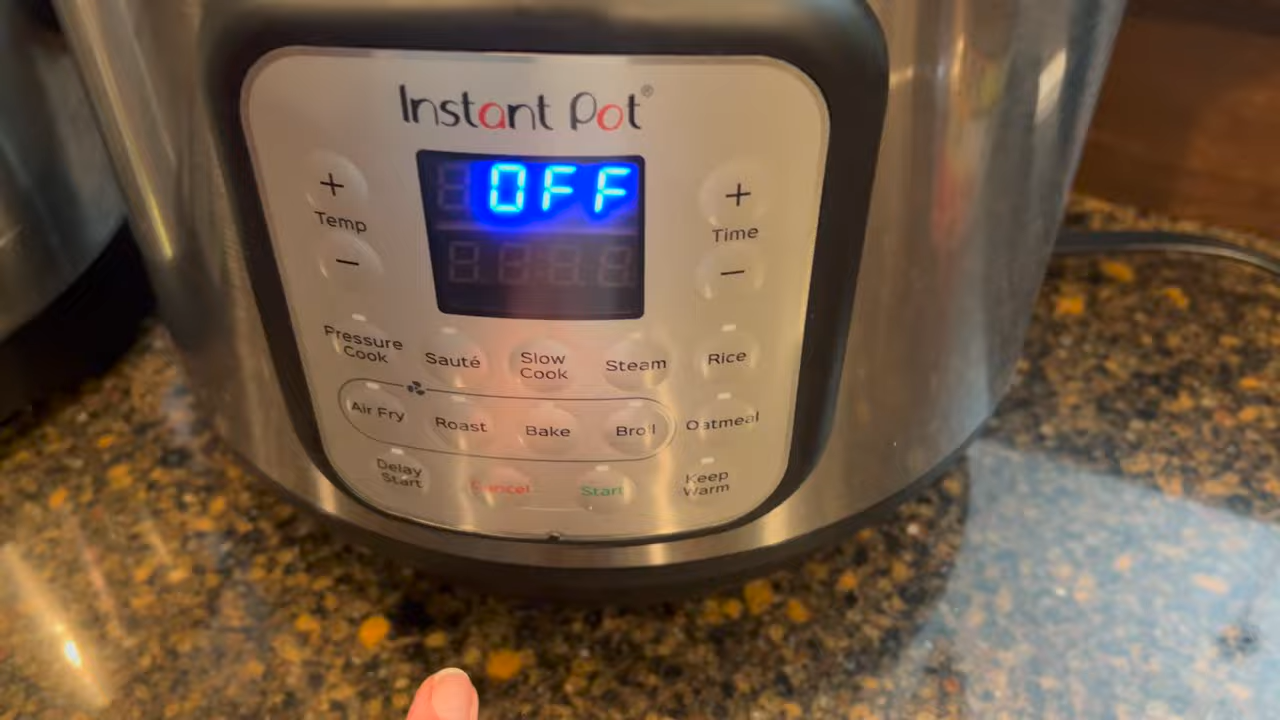 Instant Pot®
OFF
+
Temp
−
+
Time
−
Pressure
Cook
Sauté
Slow
Cook
Steam
Rice
Air Fry
Roast
Bake
Broil
Oatmeal
Delay
Start
Cancel
Start
Keep
Warm